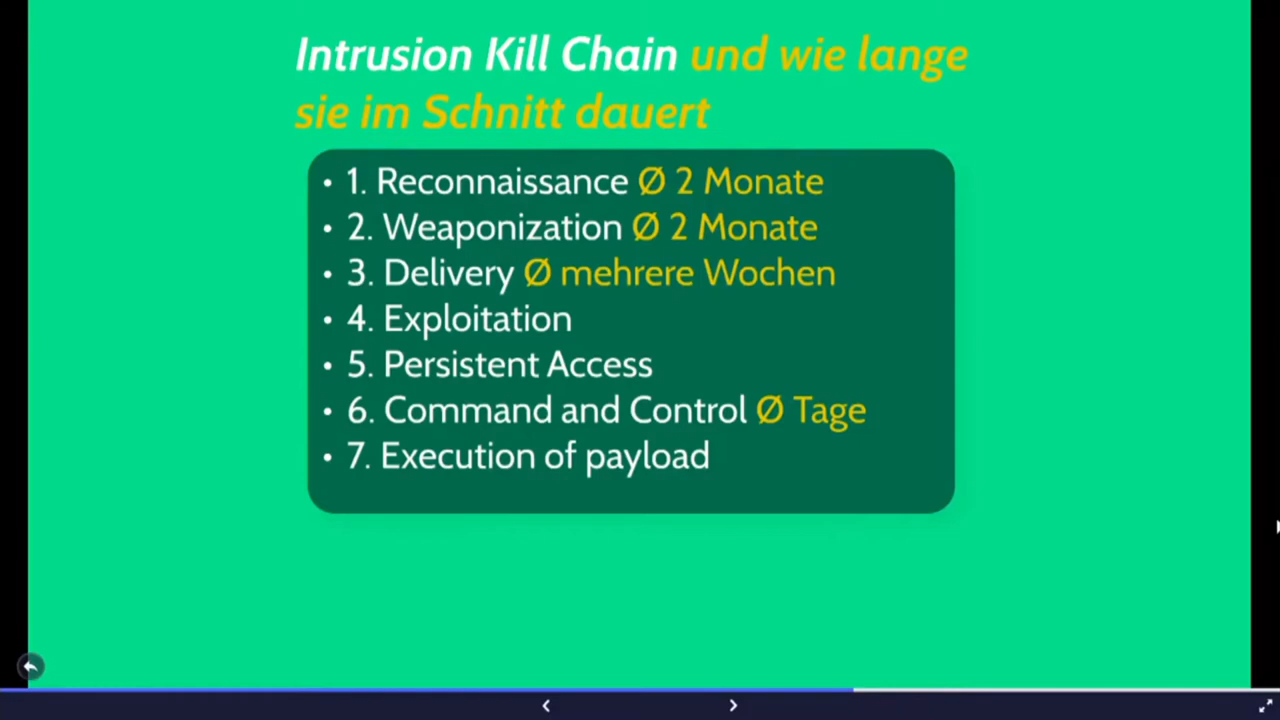 Intrusion Kill Chain und wie lange
sie im Schnitt dauert
• 1. Reconnaissance Ø 2 Monate
• 2. Weaponization Ø 2 Monate
• 3. Delivery Ø mehrere Wochen
• 4. Exploitation
• 5. Persistent Access
• 6. Command and Control Ø Tage
• 7. Execution of payload